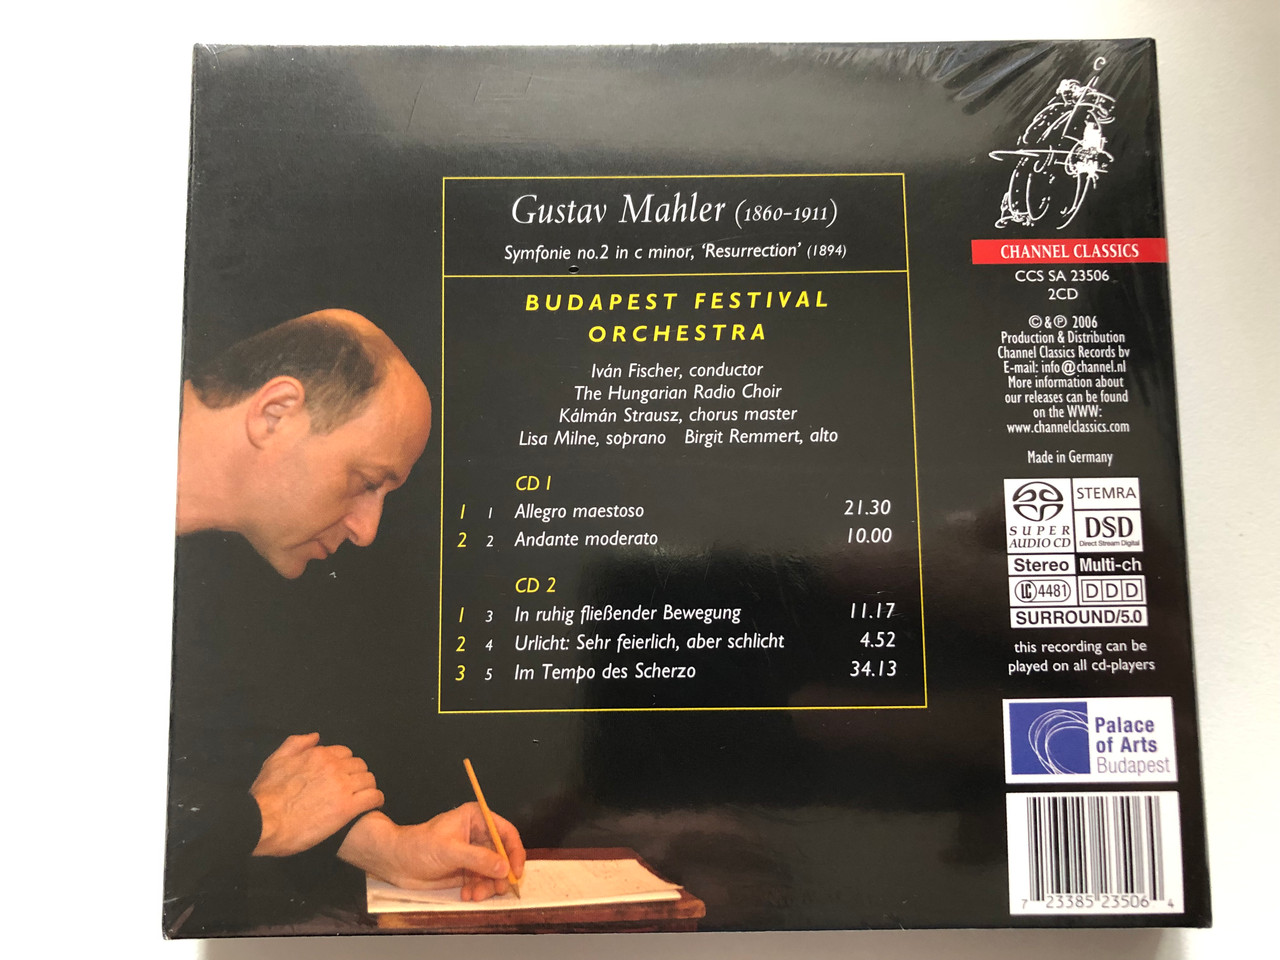 Gustav Mahler (1860-1911)
Symfonie no.2 in c minor, ‘Resurrection’ (1894)
BUDAPEST FESTIVAL
ORCHESTRA
Iván Fischer, conductor
The Hungarian Radio Choir
Kálmán Strausz, chorus master
Lisa Milne, soprano Birgit Remmert, alto
CD 1
1 1 Allegro maestoso 21.30
2 2 Andante moderato 10.00
CD 2
1 3 In ruhig fließender Bewegung 11.17
2 4 Urlicht: Sehr feierlich, aber schlicht 4.52
3 5 Im Tempo des Scherzo 34.13
CHANNEL CLASSICS
CCS SA 23506
2CD
©&℗ 2006
Production & Distribution
Channel Classics Records bv
E-mail: info@channel.nl
More information about
our releases can be found
on the WWW:
www.channelclassics.com
Made in Germany
SUPER AUDIO CD
STEMRA
DSD
Direct Stream Digital
Stereo Multi-ch
LC 4481 DDD
SURROUND/5.0
this recording can be
played on all cd-players
Palace
of Arts
Budapest
7 23385 23506 4